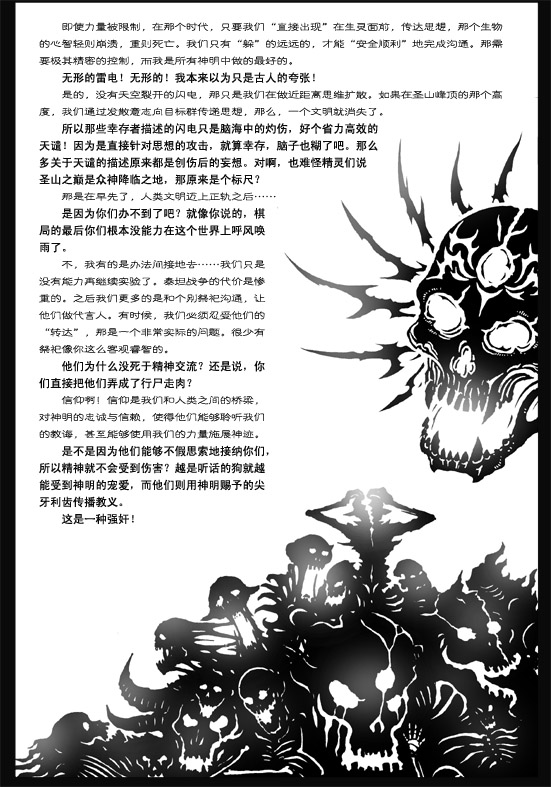 即使力量被限制，在那个时代，只要我们“直接出现”在生灵面前，传达思想，那个生物
的心智轻则崩溃，重则死亡。我们只有“躲”的远远的，才能“安全顺利”地完成沟通。那需
要极其精密的控制，而我是所有神明中做的最好的。
无形的雷电！无形的！我本来以为只是古人的夸张！
是的，没有天空裂开的闪电，那只是我们在做近距离思维扩散。如果在圣山峰顶的那个高
度，我们通过发散意志向目标群传递思想，那么，一个文明就消失了。
所以那些幸存者描述的闪电只是脑海中的灼伤，好个省力高效的
天谴！因为是直接针对思想的攻击，就算幸存，脑子也糊了吧。那么
多关于天谴的描述原来都是创伤后的妄想。对啊，也难怪精灵们说
圣山之巅是众神降临之地，那原来是个标尺？
那是在早先了，人类文明迈上正轨之后……
是因为你们办不到了吧？就像你说的，棋
局的最后你们根本没能力在这个世界上呼风唤
雨了。
不，我有的是办法间接地去……我们只是
没有能力再继续实验了。泰坦战争的代价是惨
重的。之后我们更多的是和个别祭祀沟通，让
他们做代言人。有时候，我们必须忍受他们的
“转达”，那是一个非常实际的问题。很少有
祭祀像你这么客观睿智的。
他们为什么没死于精神交流？还是说，你
们直接把他们弄成了行尸走肉？
信仰啊！信仰是我们和人类之间的桥梁，
对神明的忠诚与信赖，使得他们能够聆听我们
的教诲，甚至能够使用我们的力量施展神迹。
是不是因为他们能够不假思索地接纳你们，
所以精神就不会受到伤害？越是听话的狗就越
能受到神明的宠爱，而他们则用神明赐予的尖
牙利齿传播教义。
这是一种强奸！